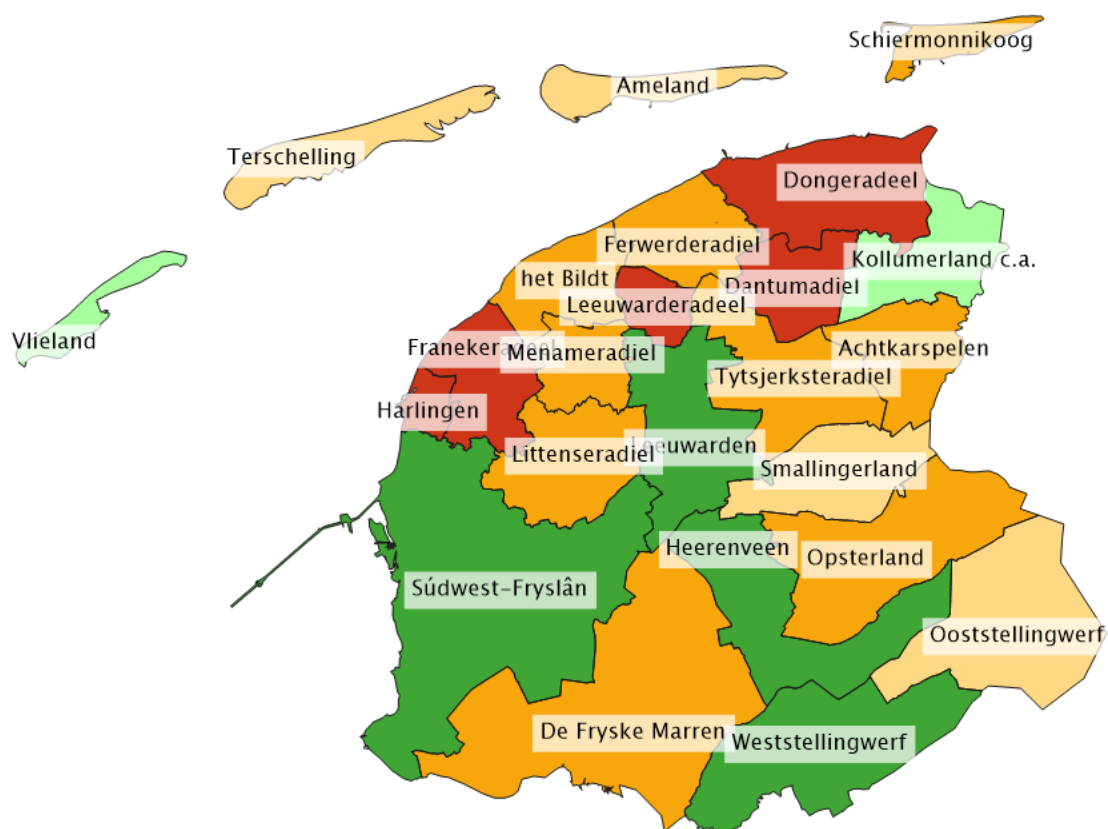 Schiermonnikoog
Ameland
Terschelling
Dongeradeel
Ferwerderadiel
Kollumerland c.a.
het Bildt
Dantumadiel
Leeuwarderadeel
Vlieland
Franekeradeel
Menameradiel
Achtkarspelen
Tytsjerksteradiel
Harlingen
Leeuwarden
Littenseradiel
Smallingerland
Heerenveen
Opsterland
Súdwest-Fryslân
Ooststellingwerf
De Fryske Marren
Weststellingwerf